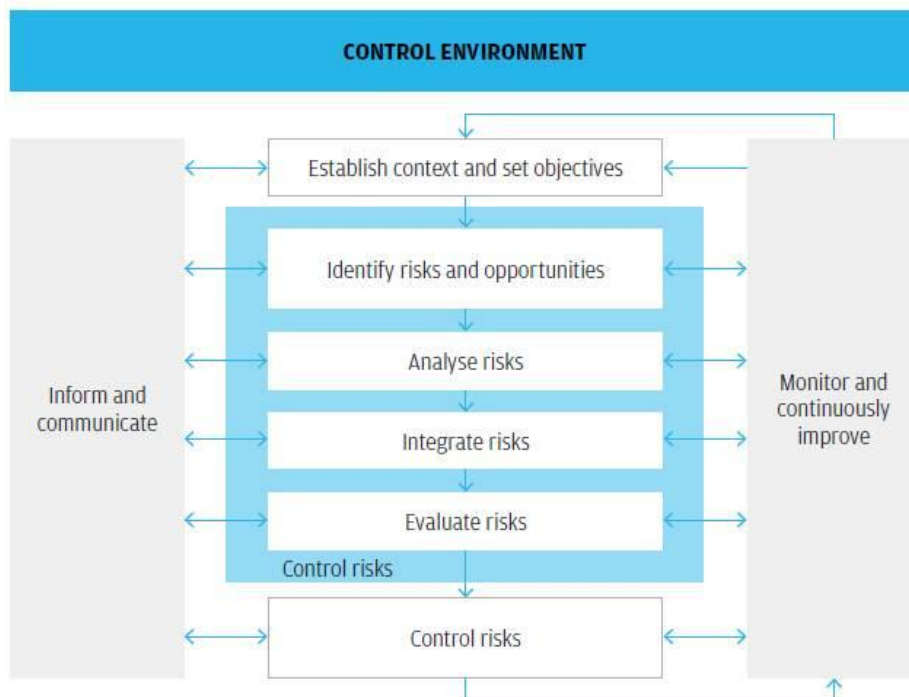 CONTROL ENVIRONMENT
Establish context and set objectives
Identify risks and opportunities
Analyse risks
Inform and
communicate
Monitor and
continuously
improve
Integrate risks
Evaluate risks
Control risks
Control risks